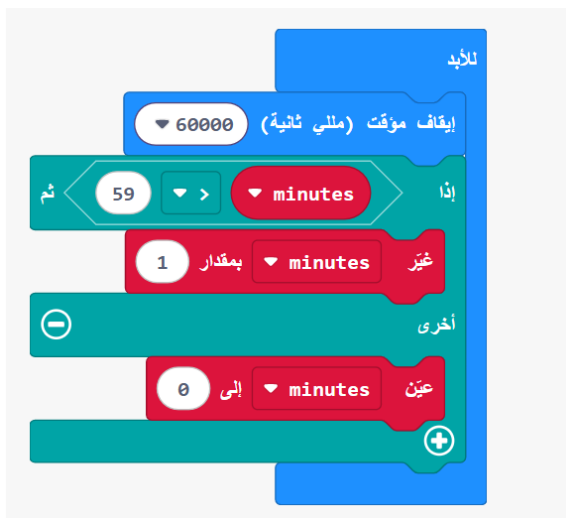 للأبد
إيقاف مؤقت (مللي ثانية) 60000
إذا minutes < 59 ثم
غيّر minutes بمقدار 1
أخرى
عيّن minutes إلى 0